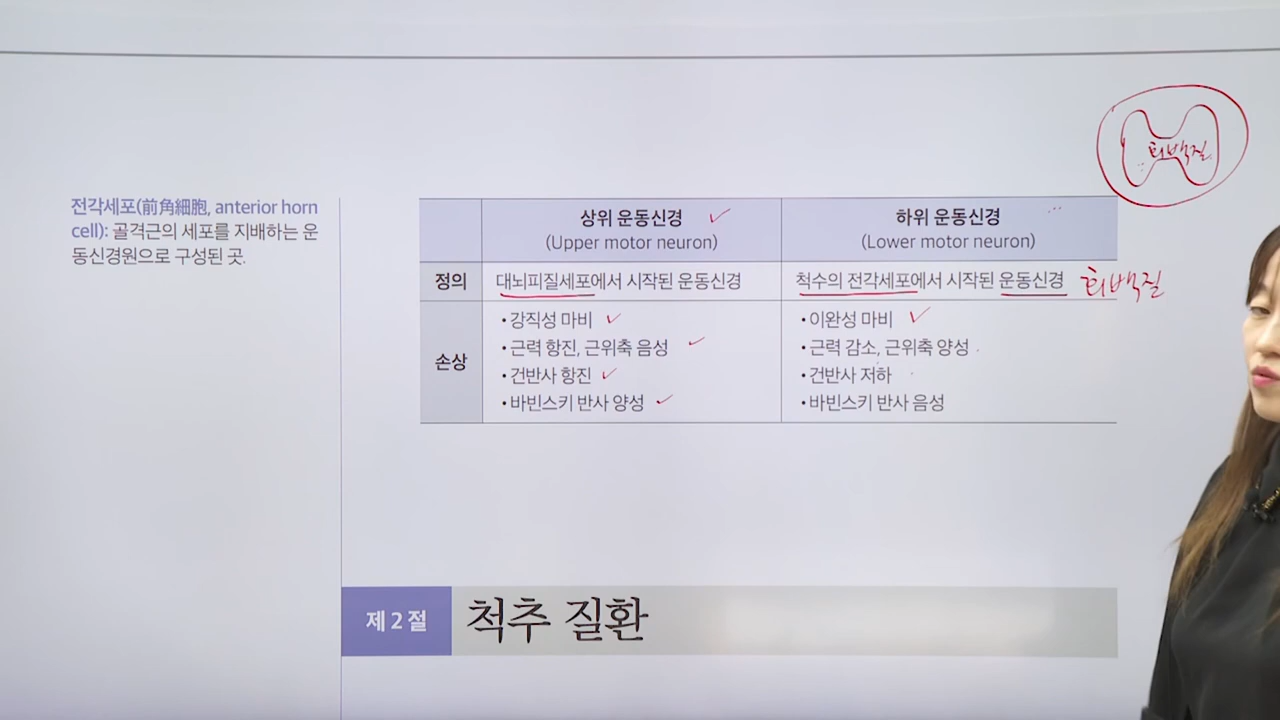 회백질
전각세포(前角細胞, anterior horn
cell): 골격근의 세포를 지배하는 운
동신경원으로 구성된 곳.
상위 운동신경
(Upper motor neuron)
하위 운동신경
(Lower motor neuron)
정의
대뇌피질세포에서 시작된 운동신경
척수의 전각세포에서 시작된 운동신경
회백질
손상
• 강직성 마비
• 근력 항진, 근위축 음성
• 건반사 항진
• 바빈스키 반사 양성
• 이완성 마비
• 근력 감소, 근위축 양성
• 건반사 저하
• 바빈스키 반사 음성
제2절
척추 질환